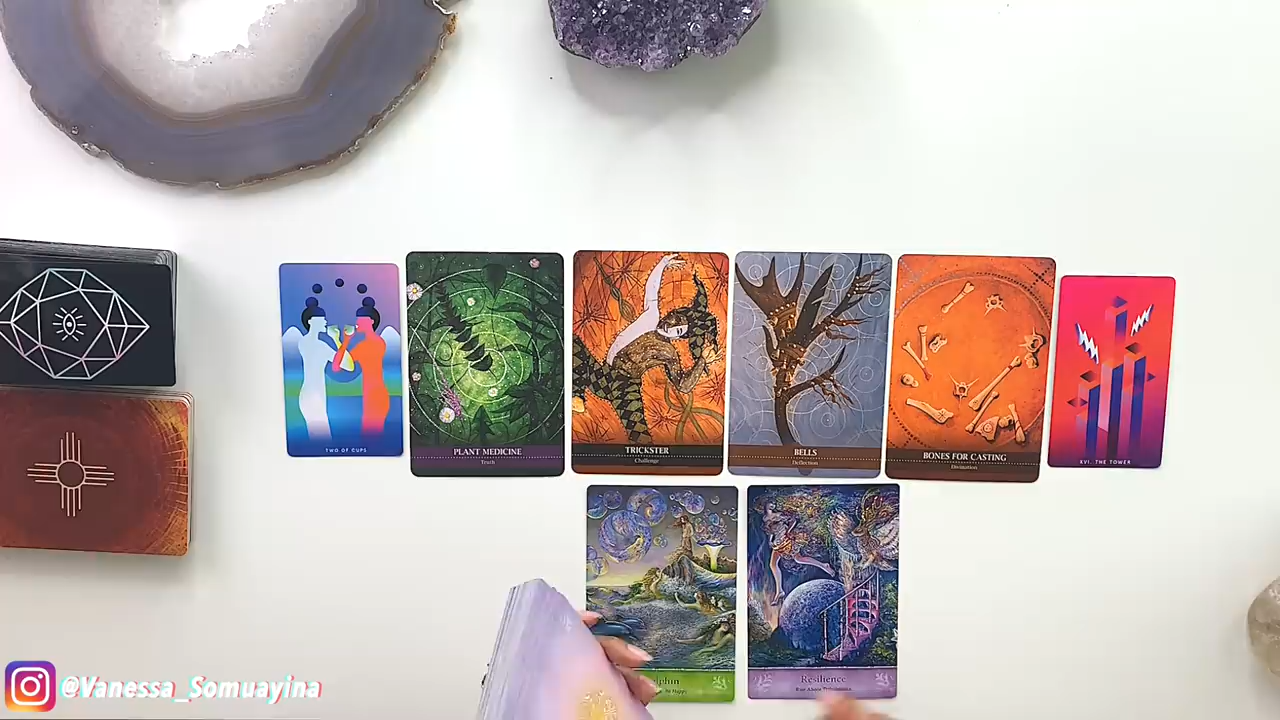 TWO OF CUPS
PLANT MEDICINE
Truth
TRICKSTER
Challenge
BELLS
Deflection
BONES FOR CASTING
Divination
XVI. THE TOWER
Resilience
@Vanessa_Somuayina